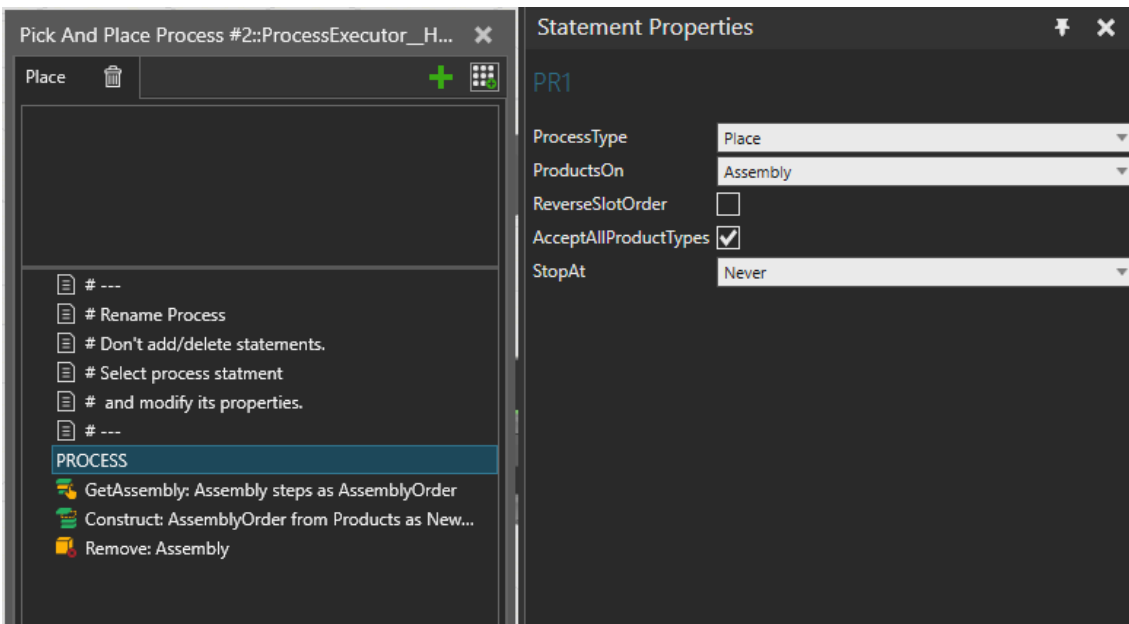 Pick And Place Process #2::ProcessExecutor__H...
Place
# ---
# Rename Process
# Don't add/delete statements.
# Select process statment
# and modify its properties.
# ---
PROCESS
GetAssembly: Assembly steps as AssemblyOrder
Construct: AssemblyOrder from Products as New...
Remove: Assembly
Statement Properties
PR1
ProcessType Place
ProductsOn Assembly
ReverseSlotOrder
AcceptAllProductTypes
StopAt Never